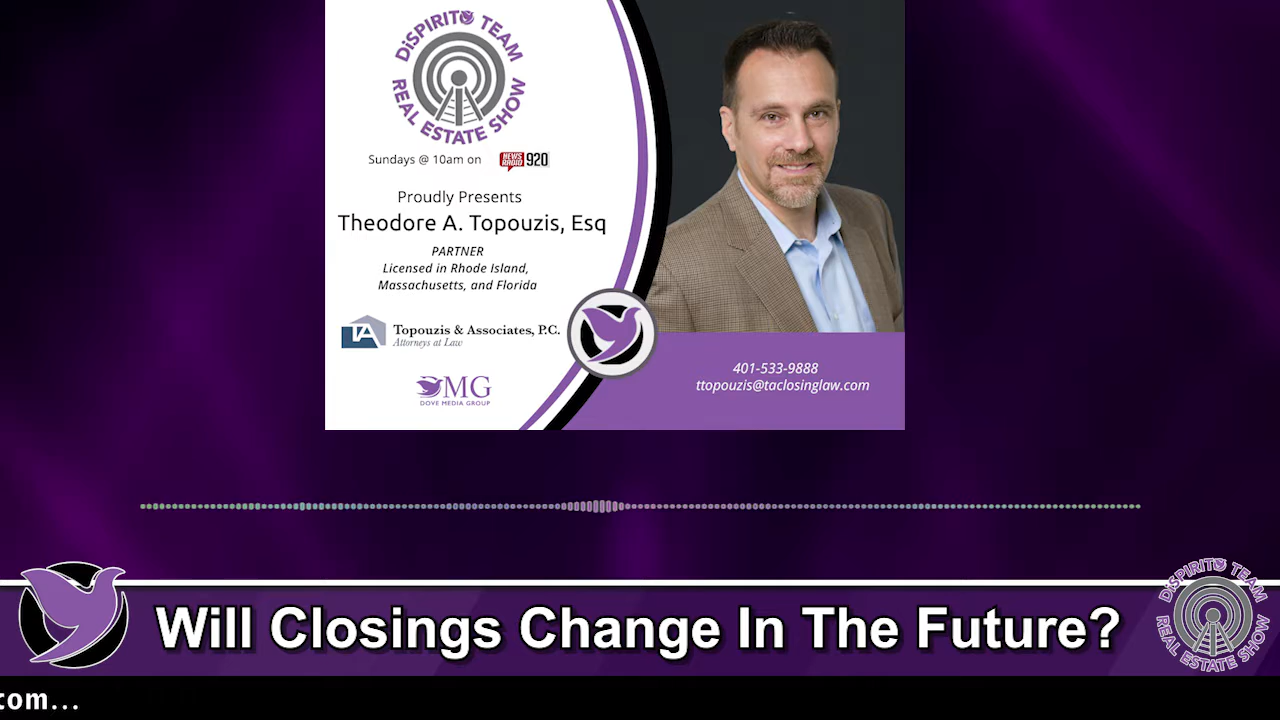 DiSPIRITO TEAM
REAL ESTATE SHOW
Sundays @ 10am on NEWS RADIO 920
Proudly Presents
Theodore A. Topouzis, Esq
PARTNER
Licensed in Rhode Island,
Massachusetts, and Florida
TA Topouzis & Associates, P.C.
Attorneys at Law
DMG
DOVE MEDIA GROUP
401-533-9888
ttopouzis@taclosinglaw.com
Will Closings Change In The Future?
DiSPIRITO TEAM
REAL ESTATE SHOW
com...